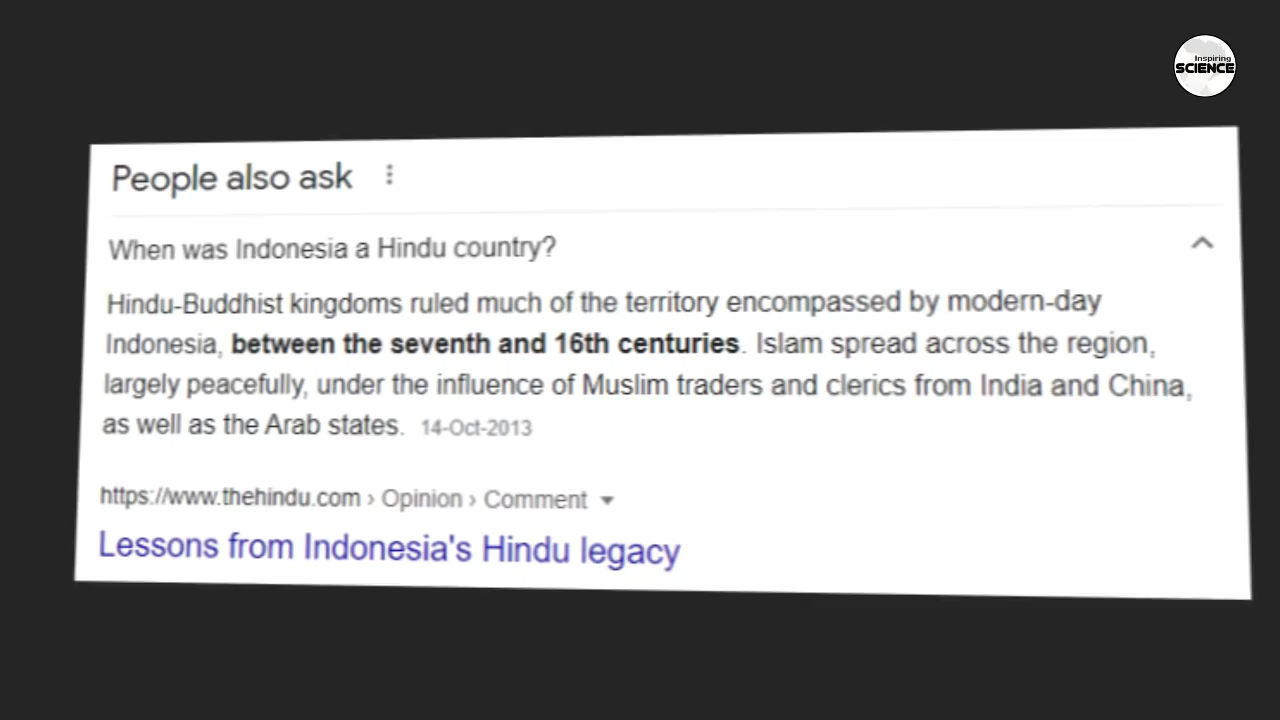 Inspiring
SCIENCE
People also ask
When was Indonesia a Hindu country?
Hindu-Buddhist kingdoms ruled much of the territory encompassed by modern-day
Indonesia, between the seventh and 16th centuries. Islam spread across the region,
largely peacefully, under the influence of Muslim traders and clerics from India and China,
as well as the Arab states. 14-Oct-2013
https://www.thehindu.com › Opinion › Comment
Lessons from Indonesia's Hindu legacy